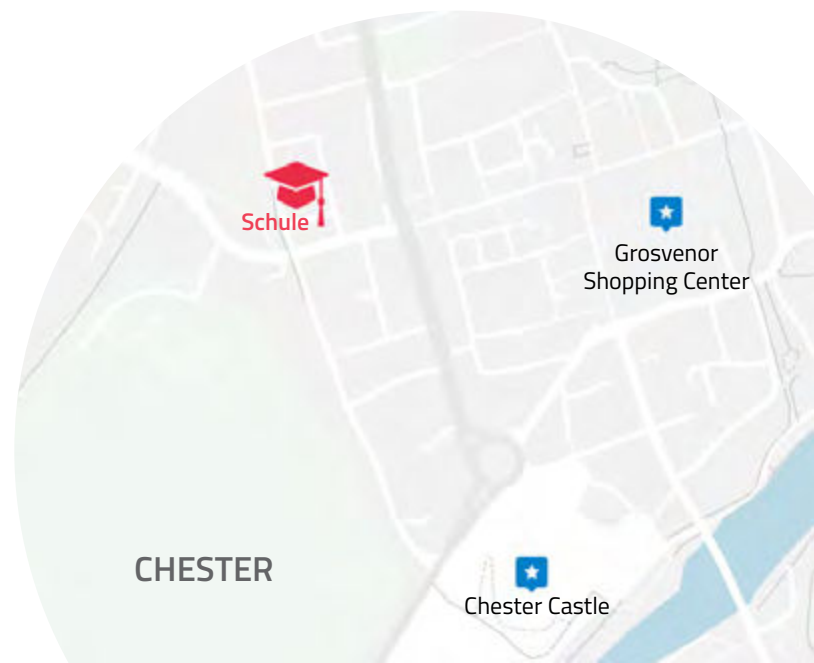 Schule
Grosvenor
Shopping Center
CHESTER
Chester Castle